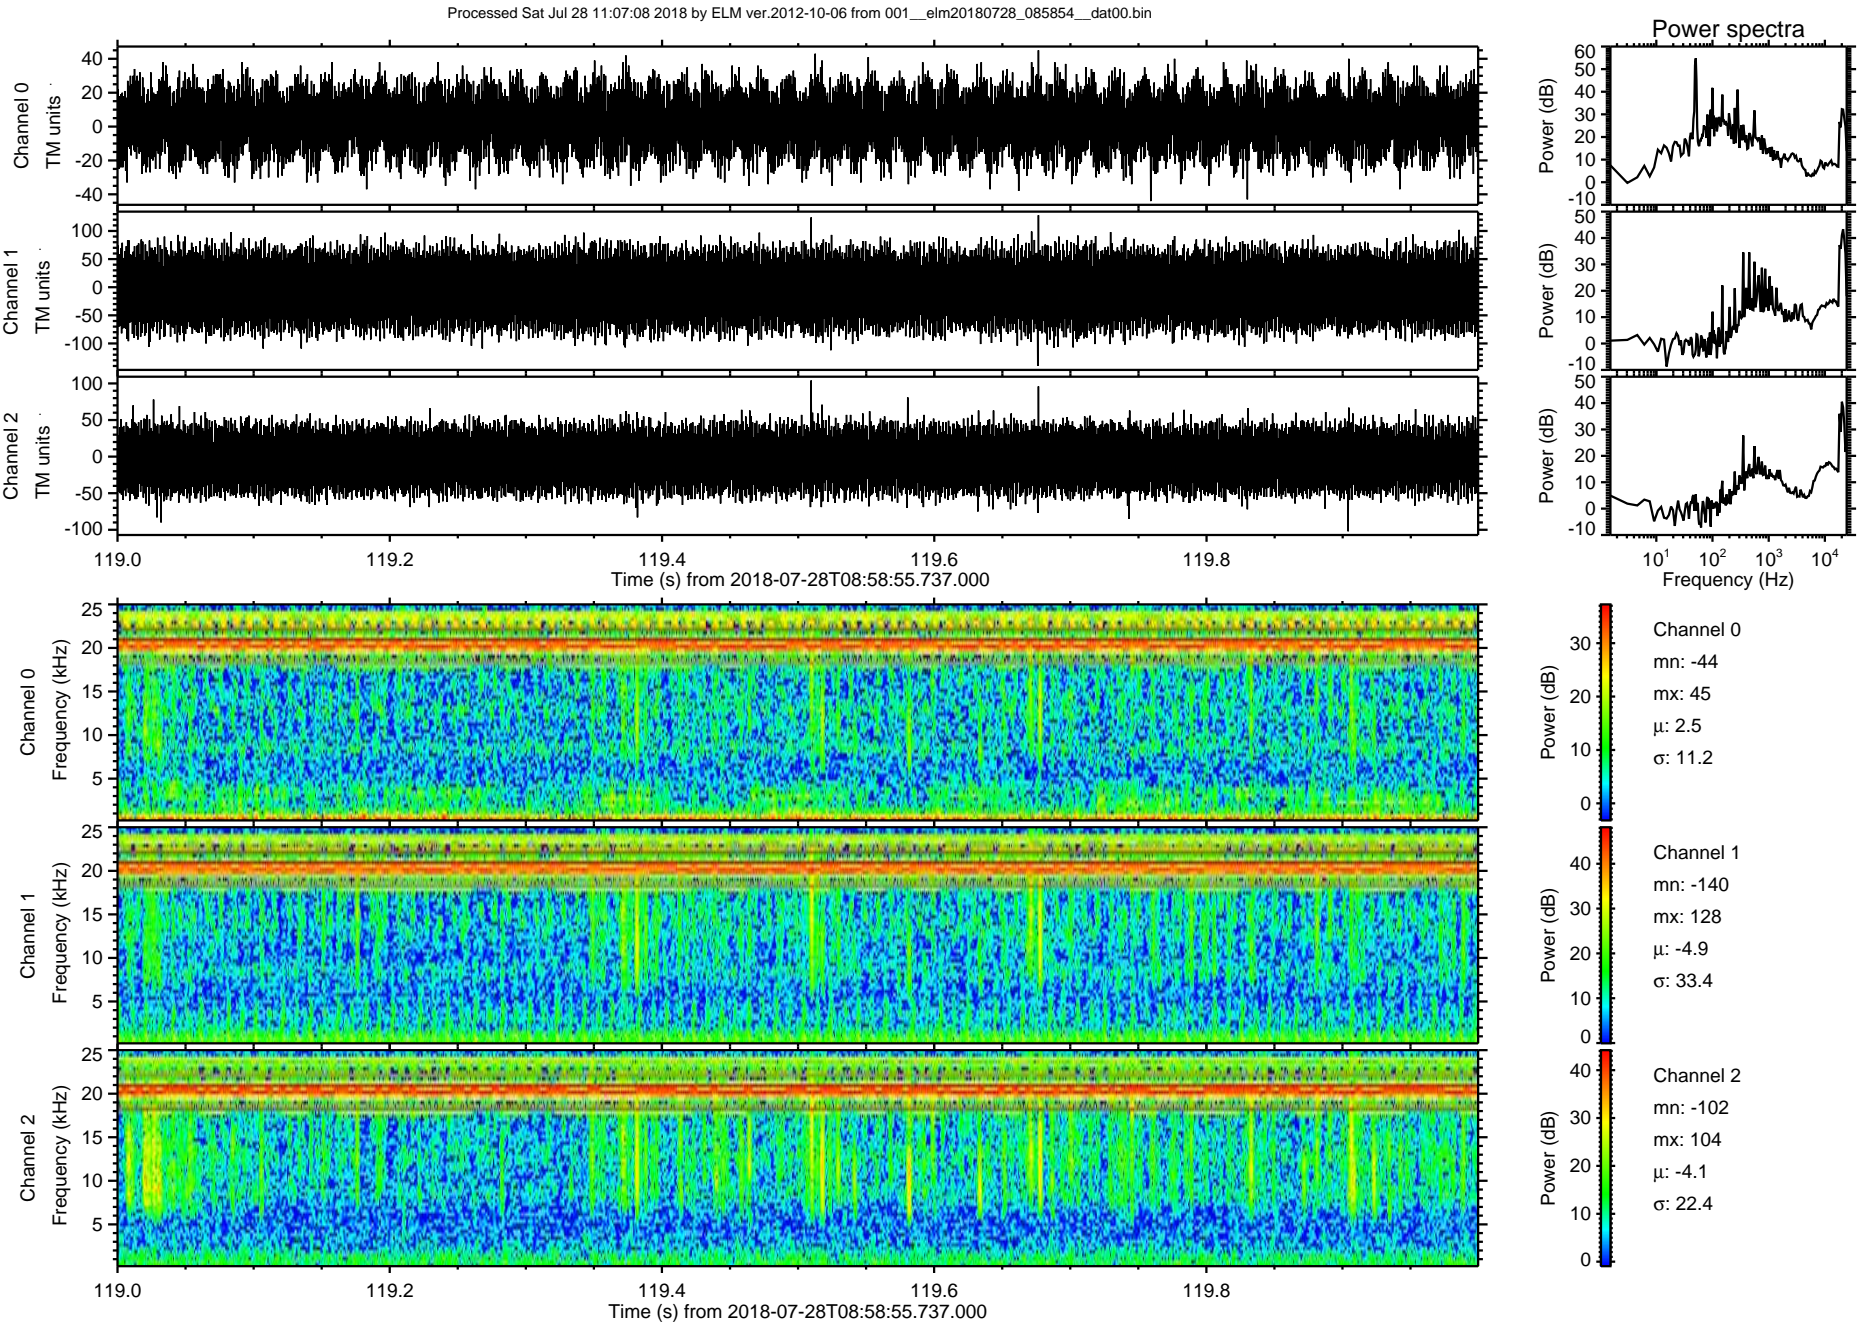 Processed Sat Jul 28 11:07:08 2018 by ELM ver.2012-10-06 from 001__elm20180728_085854__dat00.bin
Power spectra
Channel 0
TM units
40
20
0
-20
-40
Power (dB)
60
50
40
30
20
10
0
-10
Channel 1
TM units
100
50
0
-50
-100
Power (dB)
50
40
30
20
10
0
-10
Channel 2
TM units
100
50
0
-50
-100
Power (dB)
50
40
30
20
10
0
-10
119.0 119.2 119.4 119.6 119.8
Time (s) from 2018-07-28T08:58:55.737.000
10¹ 10² 10³ 10⁴
Frequency (Hz)
Channel 0
Frequency (kHz)
25
20
15
10
5
Power (dB)
30
20
10
0
Channel 0
mn: -44
mx: 45
μ: 2.5
σ: 11.2
Channel 1
Frequency (kHz)
25
20
15
10
5
Power (dB)
40
30
20
10
0
Channel 1
mn: -140
mx: 128
μ: -4.9
σ: 33.4
Channel 2
Frequency (kHz)
25
20
15
10
5
Power (dB)
40
30
20
10
0
Channel 2
mn: -102
mx: 104
μ: -4.1
σ: 22.4
119.0 119.2 119.4 119.6 119.8
Time (s) from 2018-07-28T08:58:55.737.000